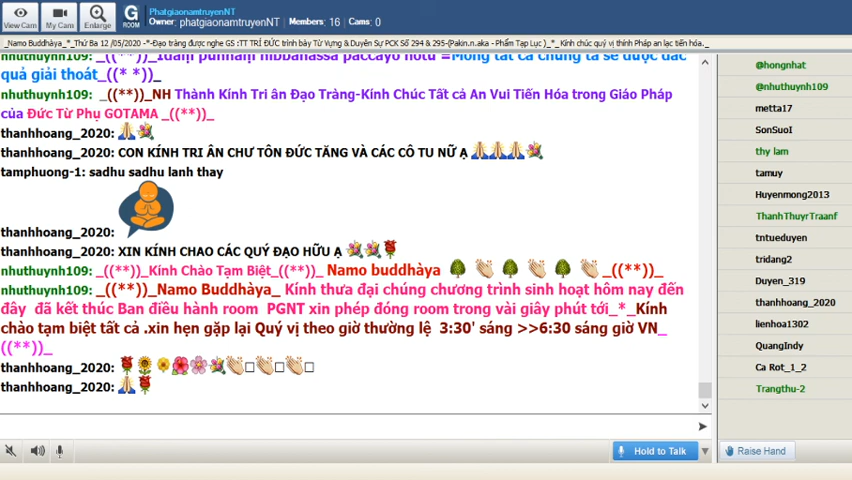 View Cam
My Cam
Enlarge
G
ROOM
PhatgiaonamtruyenNT
Owner: phatgiaonamtruyenNT Members: 16 Cams: 0
_Namo Buddhàya_*_Thứ Ba 12 /05/2020 -*-Đạo tràng được nghe GS :TT TRÍ ĐỨC trình bày Từ Vựng &Duyên Sự PCK Số 294 & 295-(Pakin.n.aka - Phẩm Tạp Lục )_*_Kính chúc quý vị thính Pháp an lạc tiến hóa._
nhuthuynh109: _((**))_Idam puññam nibbānassa paccayo hotu =Mong tất cả chúng ta sẽ được đắc
quả giải thoát_((* *))_
nhuthuynh109: _((**))_NH Thành Kính Tri ân Đạo Tràng-Kính Chúc Tất cả An Vui Tiến Hóa trong Giáo Pháp
của Đức Từ Phụ GOTAMA _((**))_
thanhhoang_2020:
thanhhoang_2020: CON KÍNH TRI ÂN CHƯ TÔN ĐỨC TĂNG VÀ CÁC CÔ TU NỮ Ạ
tamphuong-1: sadhu sadhu lanh thay
thanhhoang_2020:
thanhhoang_2020: XIN KÍNH CHAO CÁC QUÝ ĐẠO HỮU Ạ
nhuthuynh109: _((**))_Kính Chào Tạm Biệt_((**))_ Namo buddhàya _((**))_
nhuthuynh109: _((**))_Namo Buddhàya_ Kính thưa đại chúng chương trình sinh hoạt hôm nay đến
đây đã kết thúc Ban điều hành room PGNT xin phép đóng room trong vài giây phút tới_*_Kính
chào tạm biệt tất cả .xin hẹn gặp lại Quý vị theo giờ thường lệ 3:30' sáng >>6:30 sáng giờ VN_
((**))_
thanhhoang_2020:
thanhhoang_2020:
@hongnhat
@nhuthuynh109
metta17
SonSuoI
thy lam
tamuy
Huyenmong2013
ThanhThuyrTraanf
tntueduyen
tridang2
Duyen_319
thanhhoang_2020
lienhoa1302
QuangIndy
Ca Rot_1_2
Trangthu-2
Hold to Talk
Raise Hand